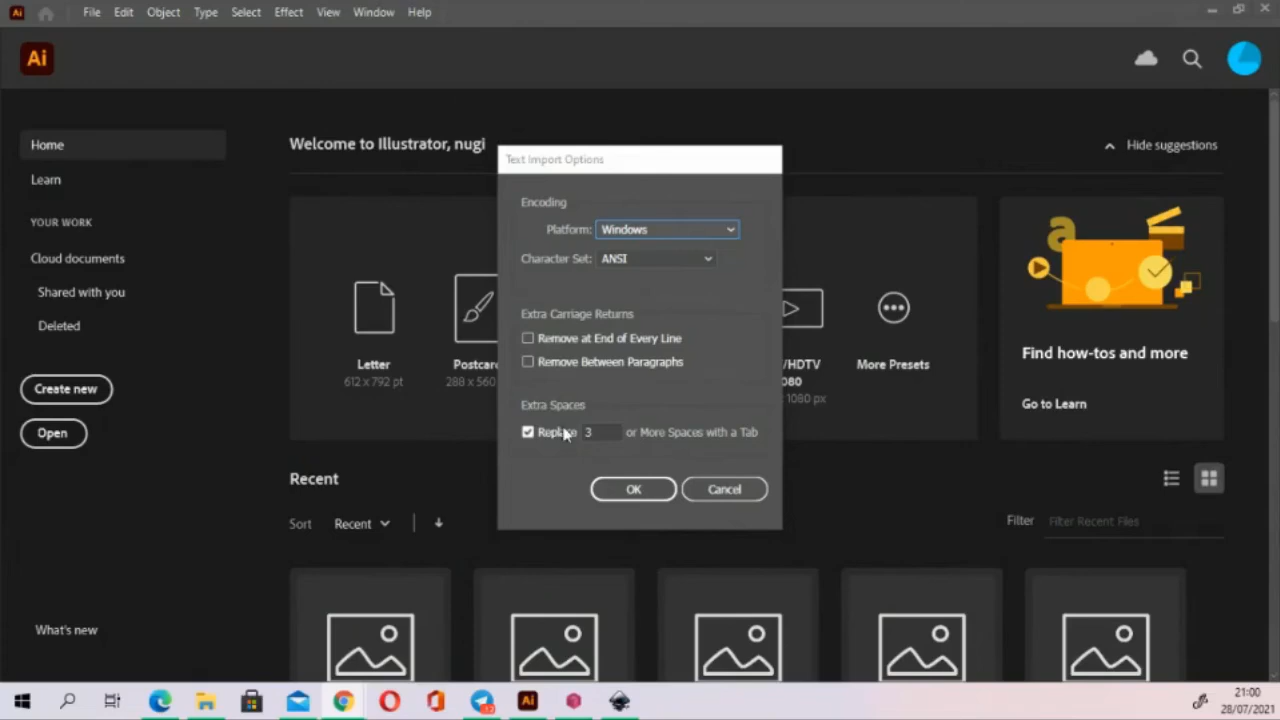 Ai File Edit Object Type Select Effect View Window Help
Ai
Home
Learn
YOUR WORK
Cloud documents
Shared with you
Deleted
Create new
Open
What's new
Welcome to Illustrator, nugi
Hide suggestions
Letter
612 x 792 pt
Postcar
288 x 560
/HDTV
080
1080 px
More Presets
a
Find how-tos and more
Go to Learn
Text Import Options
Encoding
Platform: Windows
Character Set: ANSI
Extra Carriage Returns
Remove at End of Every Line
Remove Between Paragraphs
Extra Spaces
Replace 3 or More Spaces with a Tab
OK Cancel
Recent
Sort Recent
Filter Filter Recent Files
Ai
21:00
28/07/2021